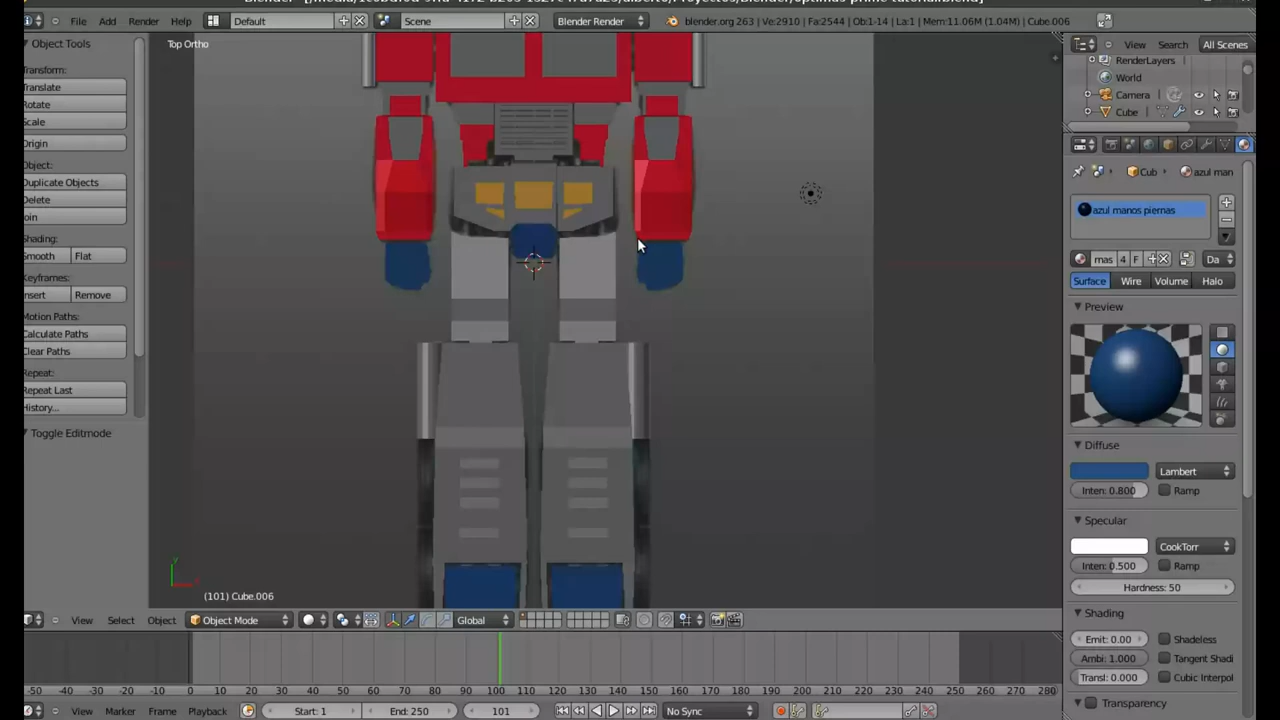 File Add Render Help Default Scene Blender Render blender.org 263 | Ve:2910 | Fa:2544 | Ob:1-14 | La:1 | Mem:11.06M (1.04M) | Cube.006
Object Tools
Transform:
Translate
Rotate
Scale
Origin
Object:
Duplicate Objects
Delete
oin
Shading:
Smooth Flat
Keyframes:
nsert Remove
Motion Paths:
Calculate Paths
Clear Paths
Repeat:
Repeat Last
History...
Toggle Editmode
Top Ortho
(101) Cube.006
View Select Object Object Mode Global
-50 -40 -30 -20 -10 0 10 20 30 40 50 60 70 80 90 100 110 120 130 140 150 160 170 180 190 200 210 220 230 240 250 260 270 280
View Marker Frame Playback Start: 1 End: 250 101 No Sync
View Search All Scenes
RenderLayers
World
Camera
Cube
Cub azul man
azul manos piernas
mas 4 F Da
Surface Wire Volume Halo
Preview
Diffuse
Lambert
Inten: 0.800 Ramp
Specular
CookTorr
Inten: 0.500 Ramp
Hardness: 50
Shading
Emit: 0.00 Shadeless
Ambi: 1.000 Tangent Shadi
Transl: 0.000 Cubic Interpol
Transparency